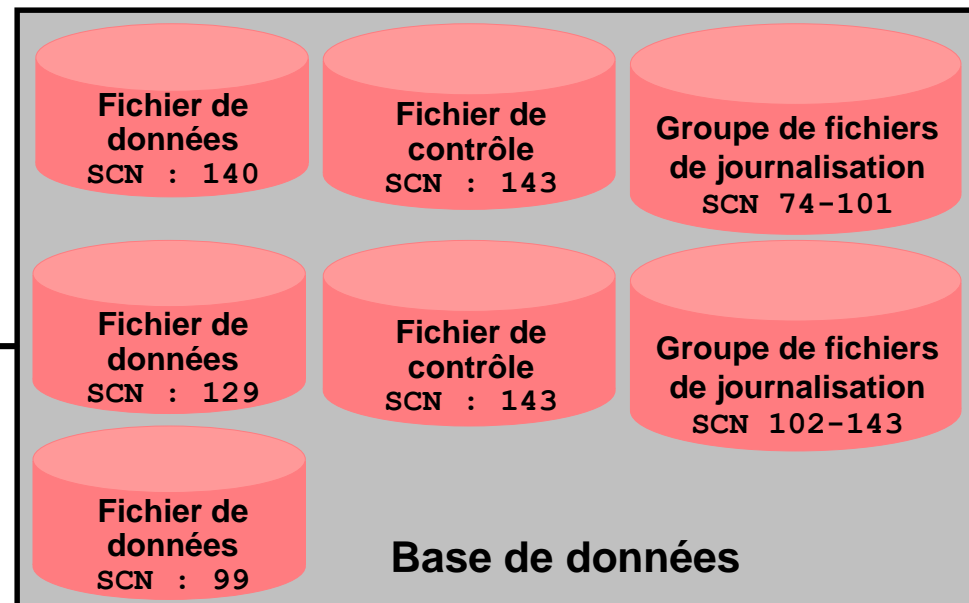 Fichier de
données
SCN : 140
Fichier de
contrôle
SCN : 143
Groupe de fichiers
de journalisation
SCN 74-101
Fichier de
données
SCN : 129
Fichier de
contrôle
SCN : 143
Groupe de fichiers
de journalisation
SCN 102-143
Fichier de
données
SCN : 99
Base de données